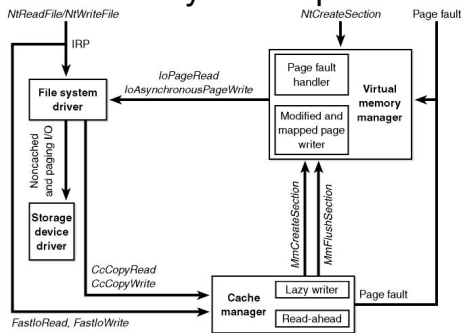 NtReadFile/NtWriteFile
NtCreateSection
Page fault
IRP
File system
driver
IoPageRead
IoAsynchronousPageWrite
Page fault
handler
Modified and
mapped page
writer
Virtual
memory
manager
Noncached
and paging I/O
Storage
device
driver
MmCreateSection
MmFlushSection
CcCopyRead
CcCopyWrite
Cache
manager
Lazy writer
Read-ahead
Page fault
FastIoRead, FastIoWrite